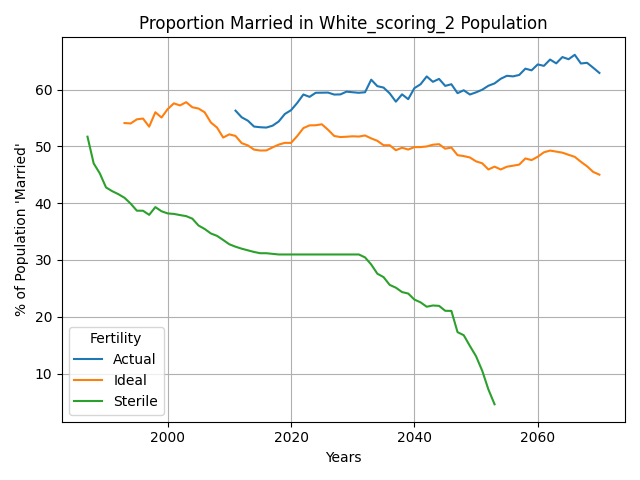 Proportion Married in White_scoring_2 Population
% of Population 'Married'
60
50
40
30
20
10
Fertility
Actual
Ideal
Sterile
2000 2020 2040 2060
Years